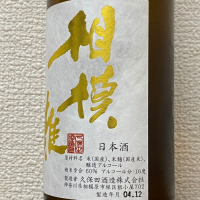 相模
日本酒
原材料名 米(国産)、米麹(国産米)、
醸造アルコール
精米歩合 60% アルコール分 16度
製造者 久保田酒造株式会社
神奈川県相模原市緑区根小屋702
製造年月 04.12